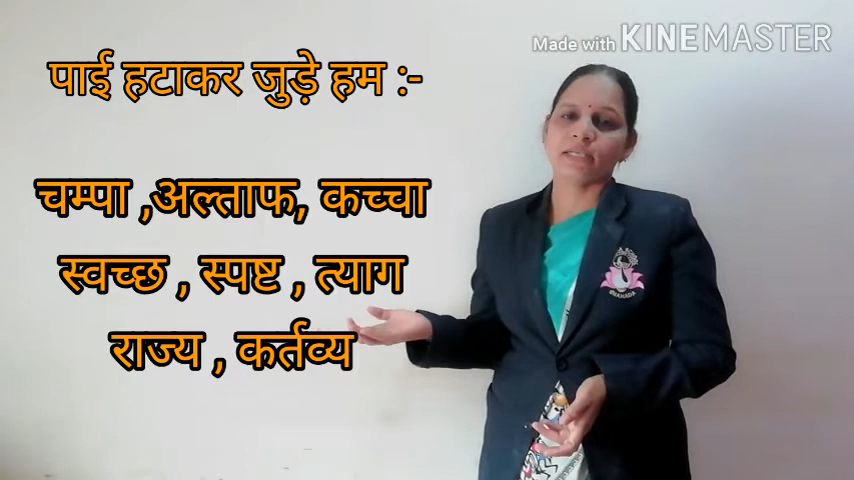 Made with KINEMASTER
पाई हटाकर जुड़े हम :-
चम्पा ,अल्ताफ, कच्चा
स्वच्छ , स्पष्ट , त्याग
राज्य , कर्तव्य